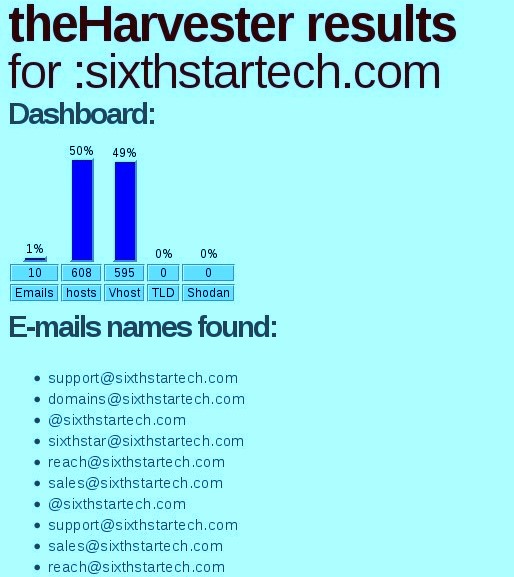 theHarvester results
for :sixthstartech.com
Dashboard:
50% 49%
1% 0% 0%
10 608 595 0 0
Emails hosts Vhost TLD Shodan
E-mails names found:
support@sixthstartech.com
domains@sixthstartech.com
@sixthstartech.com
sixthstar@sixthstartech.com
reach@sixthstartech.com
sales@sixthstartech.com
@sixthstartech.com
support@sixthstartech.com
sales@sixthstartech.com
reach@sixthstartech.com